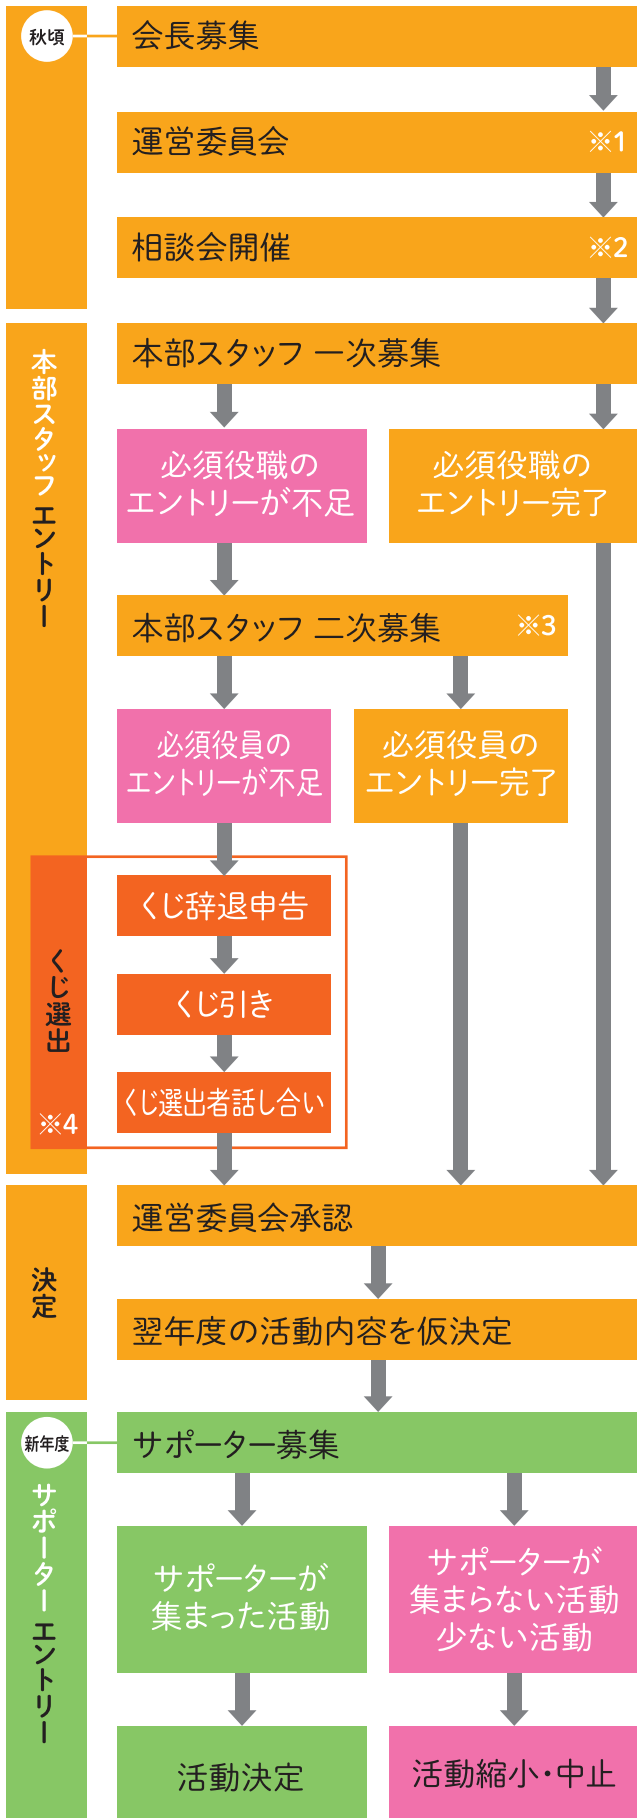 秋頃
会長募集
運営委員会
※1
相談会開催
※2
本部スタッフ エントリー
本部スタッフ 一次募集
必須役職の
エントリーが不足
必須役職の
エントリー完了
本部スタッフ 二次募集
※3
必須役員の
エントリーが不足
必須役員の
エントリー完了
くじ選出
※4
くじ辞退申告
くじ引き
くじ選出者話し合い
決定
運営委員会承認
翌年度の活動内容を仮決定
新年度
サポーター エントリー
サポーター募集
サポーターが
集まった活動
サポーターが
集まらない活動
少ない活動
活動決定
活動縮小・中止